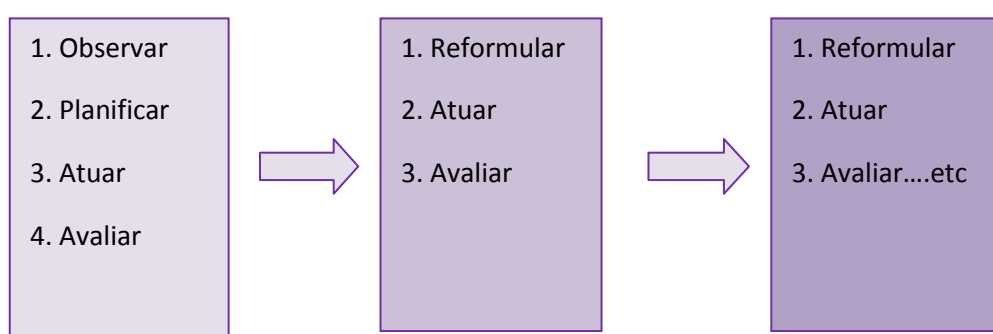 1. Observar
2. Planificar
3. Atuar
4. Avaliar
1. Reformular
2. Atuar
3. Avaliar
1. Reformular
2. Atuar
3. Avaliar....etc